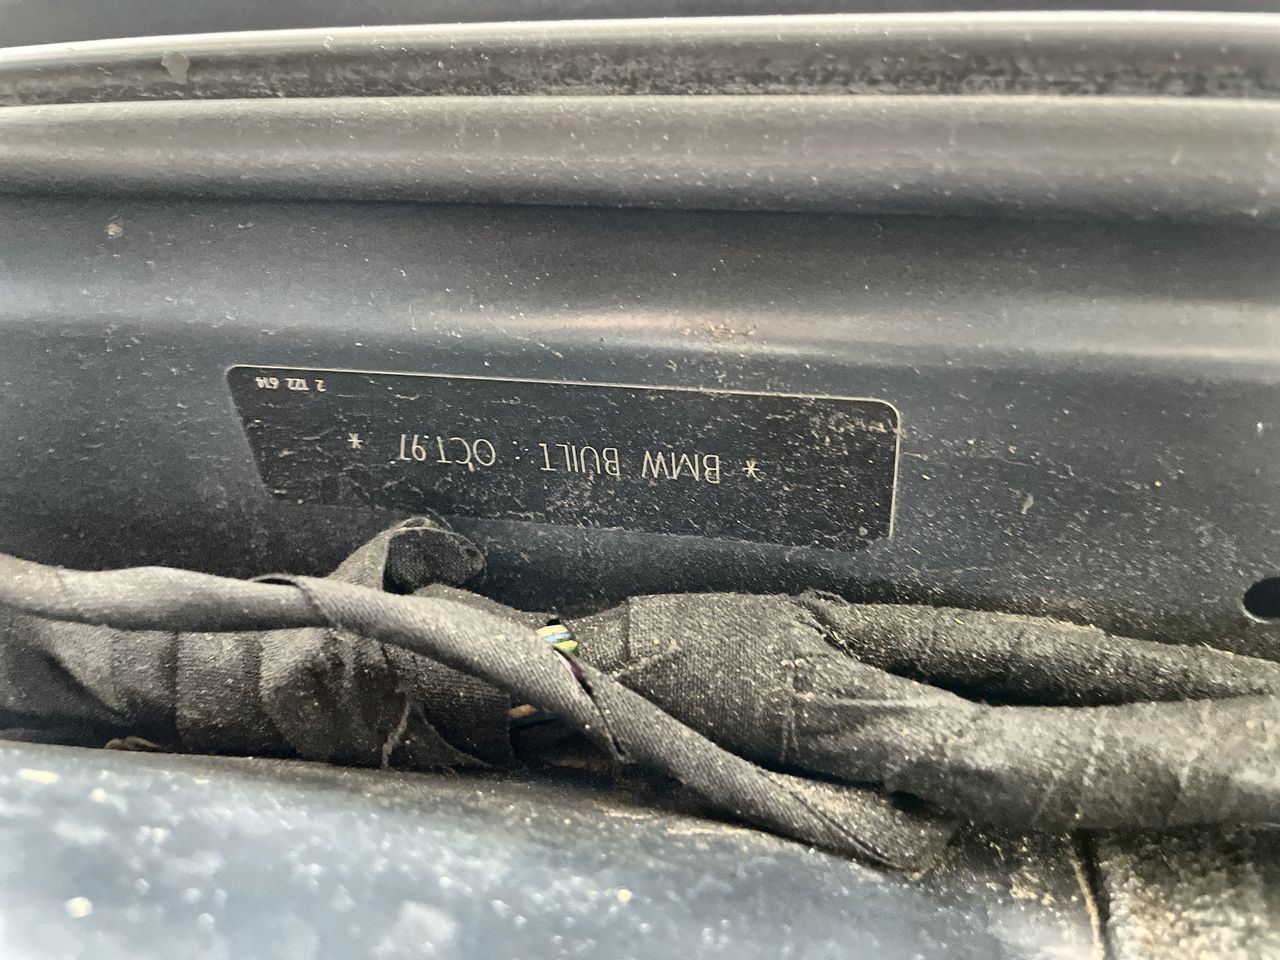 * BMW BUILT : OCT.97 *
2 122 614